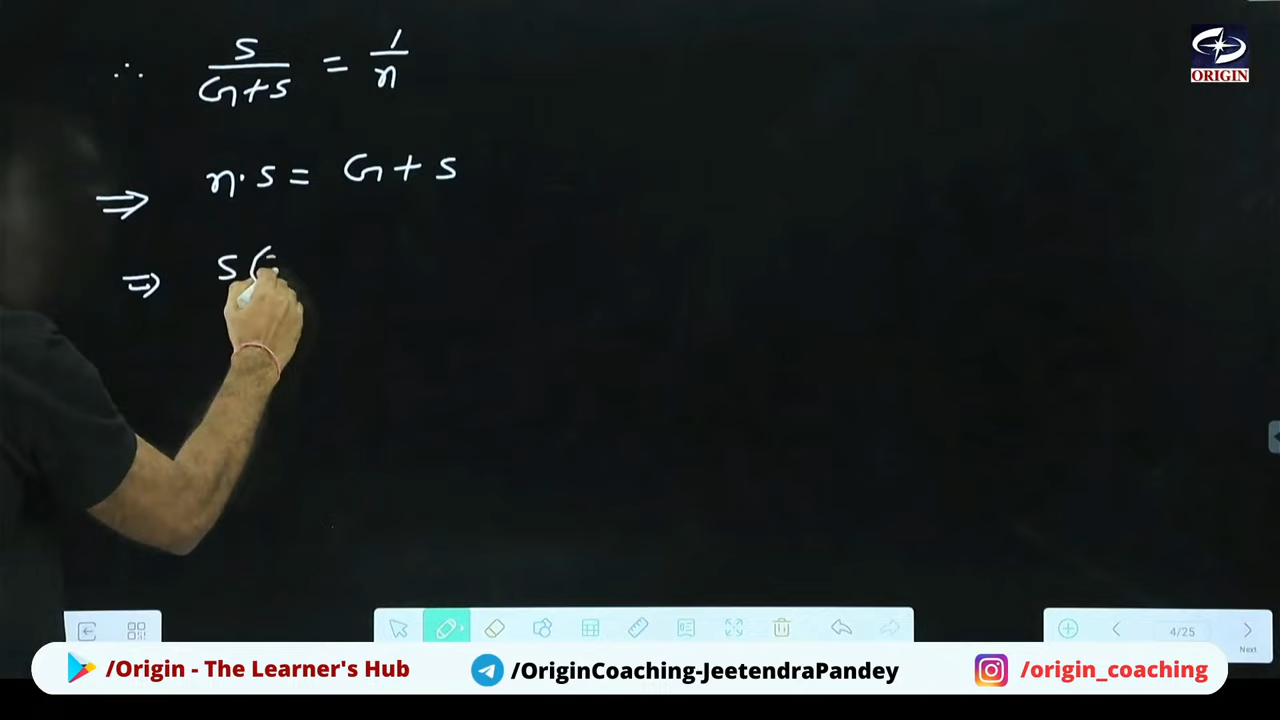 ∴ S/(G+S) = 1/n
ORIGIN
⇒ n·S = G + S
⇒ S (
4/25
Next
/Origin - The Learner's Hub
/OriginCoaching-JeetendraPandey
/origin_coaching